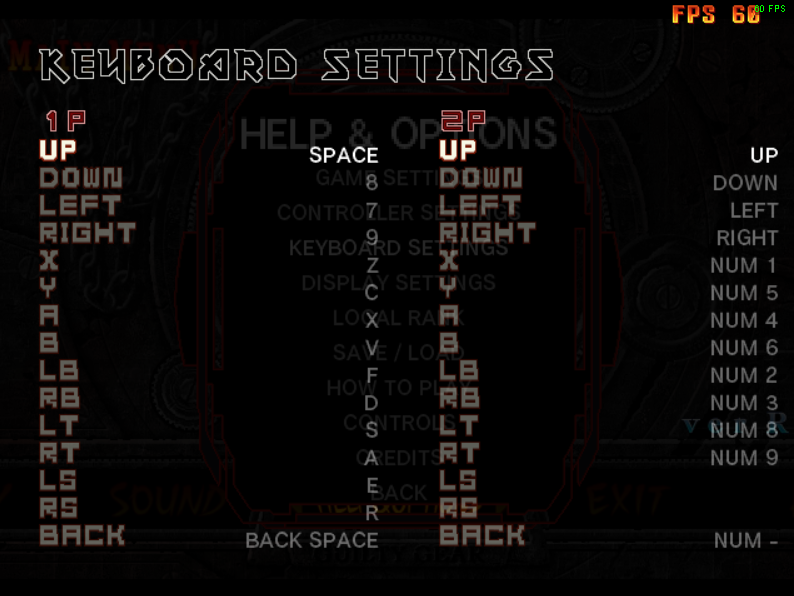 FPS 60
60 FPS
KEYBOARD SETTINGS
1P 2P
HELP & OPTIONS
UP SPACE UP UP
DOWN 8 DOWN DOWN
GAME SETTI
LEFT 7 LEFT LEFT
CONTROLLER SETTINGS
RIGHT 9 RIGHT RIGHT
KEYBOARD SETTINGS
X Z X NUM 1
DISPLAY SETTINGS
Y C Y NUM 5
A X A NUM 4
LOCAL RANK
B V B NUM 6
SAVE / LOAD
LB F LB NUM 2
HOW TO PLAY
RB D RB NUM 3
CONTROLS
LT S LT NUM 8
RT A RT NUM 9
CREDITS
LS E LS
BACK
SOUND EXIT
RS R RS
BACK BACK SPACE BACK NUM -
GUILTY GEAR